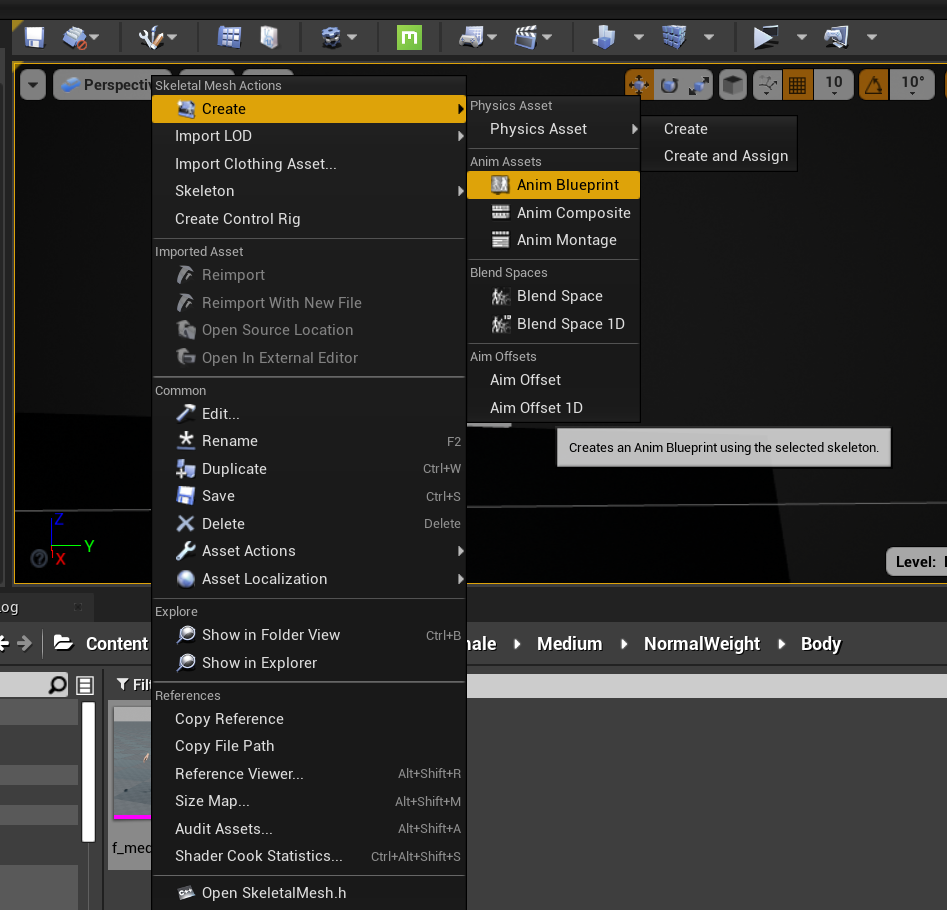 Perspectiv
10
10°
Skeletal Mesh Actions
Create
Import LOD
Import Clothing Asset...
Skeleton
Create Control Rig
Imported Asset
Reimport
Reimport With New File
Open Source Location
Open In External Editor
Common
Edit...
Rename F2
Duplicate Ctrl+W
Save Ctrl+S
Delete Delete
Asset Actions
Asset Localization
Explore
Show in Folder View Ctrl+B
Show in Explorer
References
Copy Reference
Copy File Path
Reference Viewer... Alt+Shift+R
Size Map... Alt+Shift+M
Audit Assets... Alt+Shift+A
Shader Cook Statistics... Ctrl+Alt+Shift+S
Open SkeletalMesh.h
Physics Asset
Physics Asset
Anim Assets
Anim Blueprint
Anim Composite
Anim Montage
Blend Spaces
Blend Space
Blend Space 1D
Aim Offsets
Aim Offset
Aim Offset 1D
Create
Create and Assign
Creates an Anim Blueprint using the selected skeleton.
Z
Y
X
?
Level:
og
Content
ale Medium NormalWeight Body
Filt
f_med